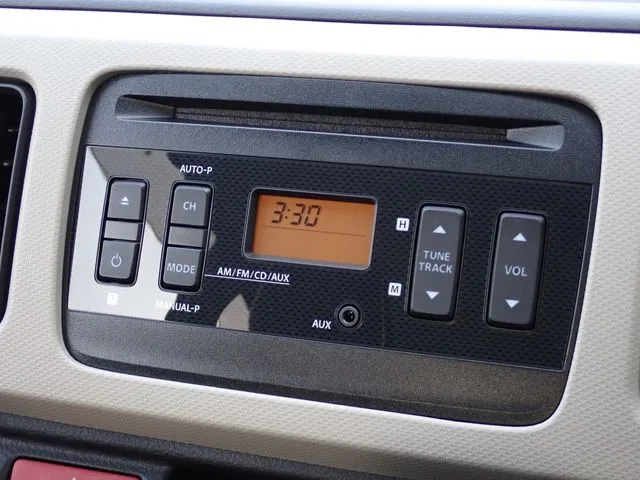 AUTO-P
CH
MODE
AM/FM/CD/AUX
MANUAL-P
3:30
AUX
H
M
TUNE
TRACK
VOL